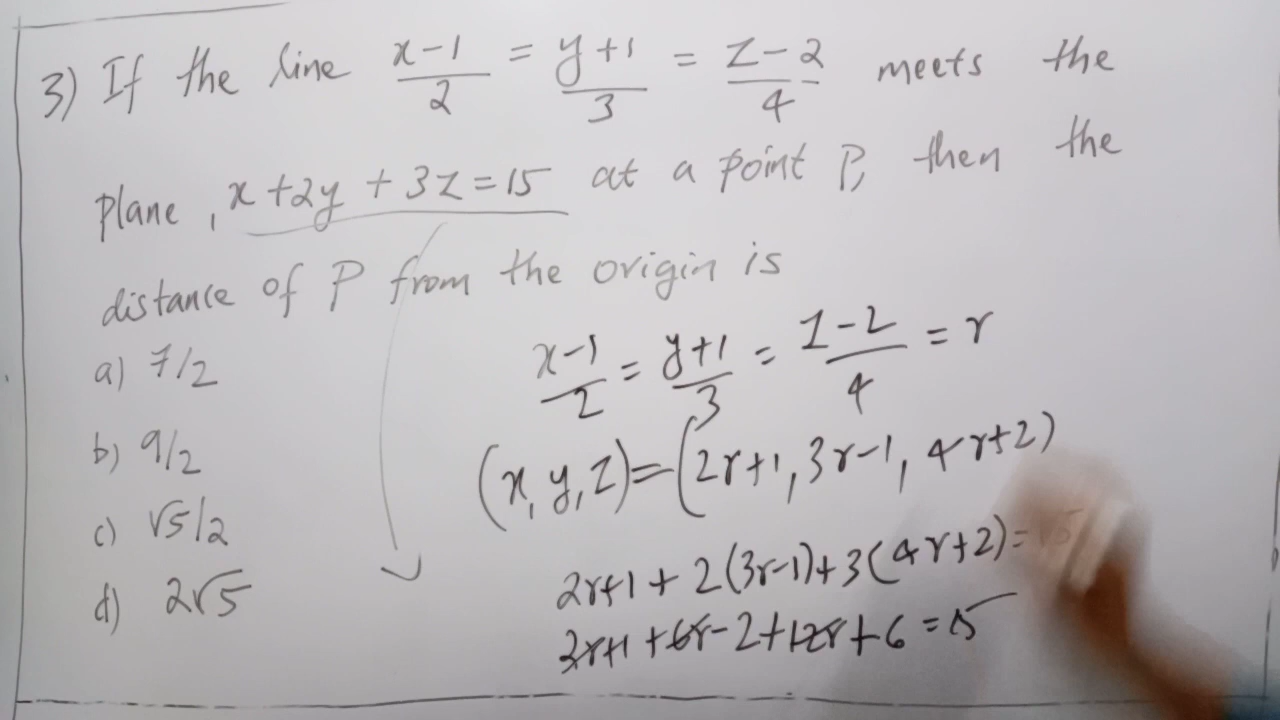 3) If the line (x-1)/2 = (y+1)/3 = (z-2)/4 meets the
plane, x+2y+3z=15 at a point P, then the
distance of P from the origin is
a) 7/2
b) 9/2
c) √5/2
d) 2√5
(x-1)/2 = (y+1)/3 = (z-2)/4 = r
(x,y,z)=(2r+1,3r-1,4r+2)
2r+1+2(3r-1)+3(4r+2)=15
2r+1+6r-2+12r+6=15